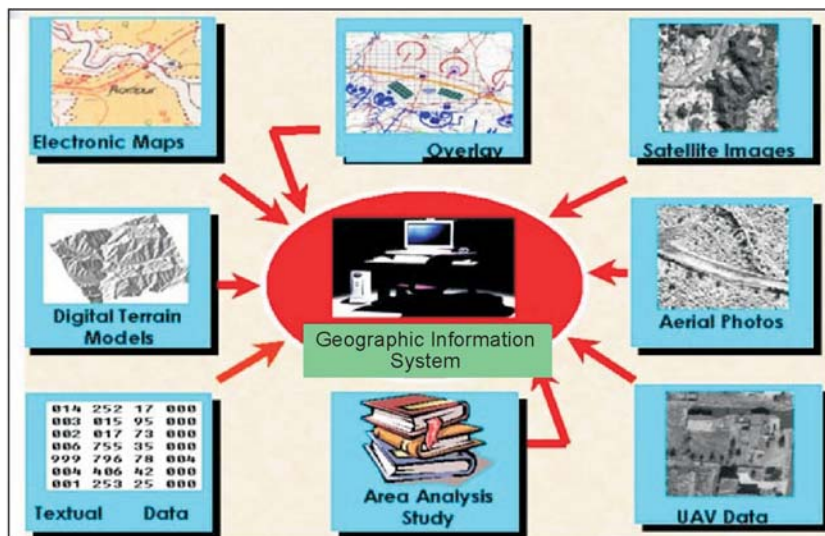 Electronic Maps
Overlay
Satellite Images
Digital Terrain
Models
Geographic Information
System
Aerial Photos
014 252 17 000
003 015 95 000
002 017 73 000
006 755 35 000
999 796 78 004
004 406 42 000
001 253 25 000
Textual Data
Area Analysis
Study
UAV Data